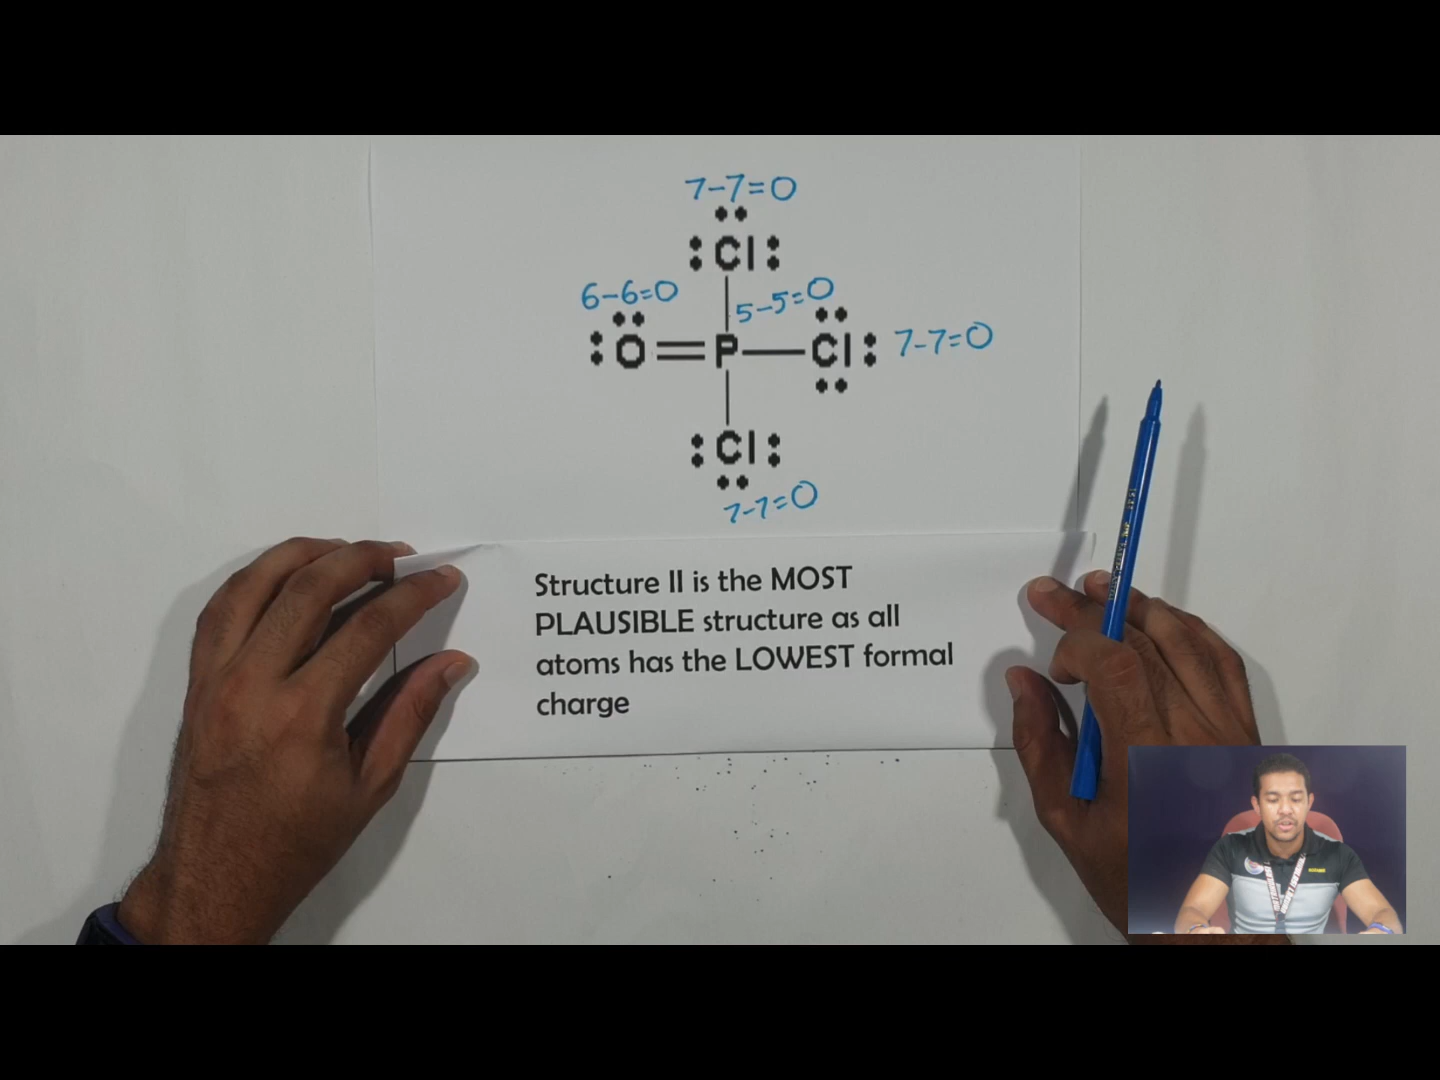 7-7=0
Cl
6-6=0
5-5=0
O=P—Cl
7-7=0
Cl
7-7=0
Structure II is the MOST
PLAUSIBLE structure as all
atoms has the LOWEST formal
charge